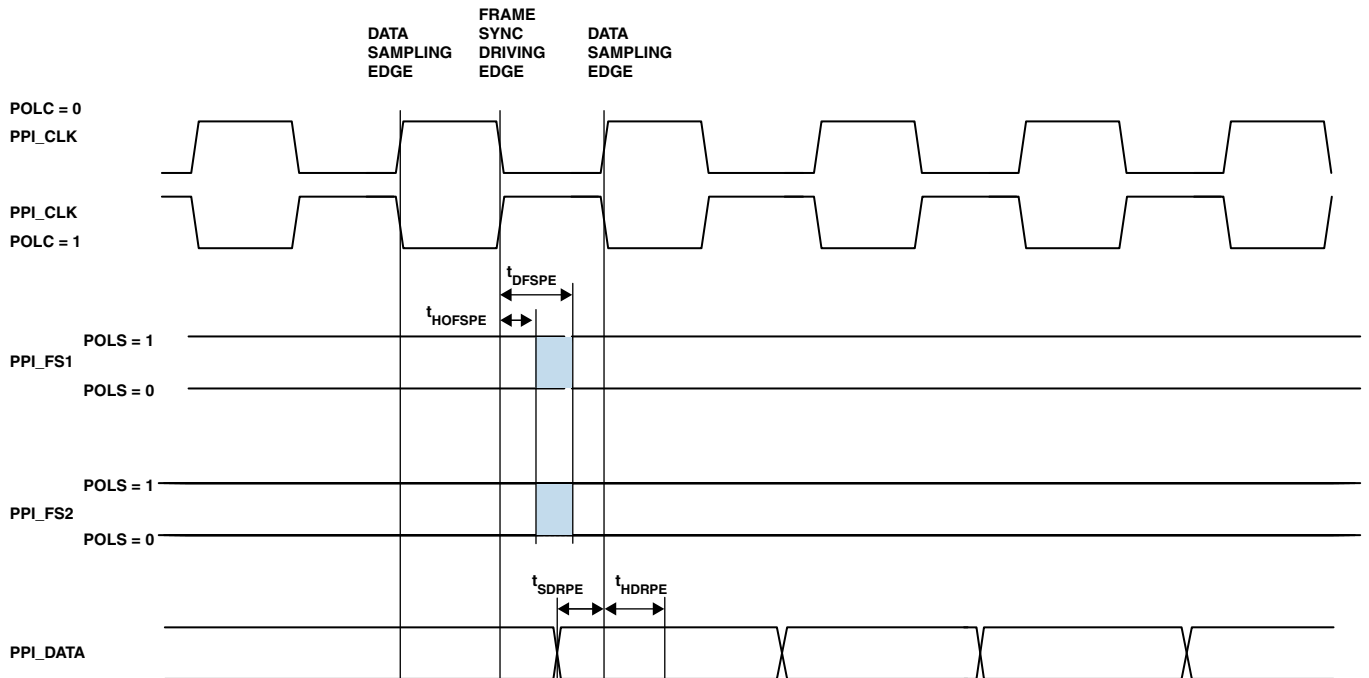 DATA
SAMPLING
EDGE
FRAME
SYNC
DRIVING
EDGE
DATA
SAMPLING
EDGE
POLC = 0
PPI_CLK
PPI_CLK
POLC = 1
tDFSPE
tHOFSPE
POLS = 1
PPI_FS1
POLS = 0
POLS = 1
PPI_FS2
POLS = 0
tSDRPE
tHDRPE
PPI_DATA